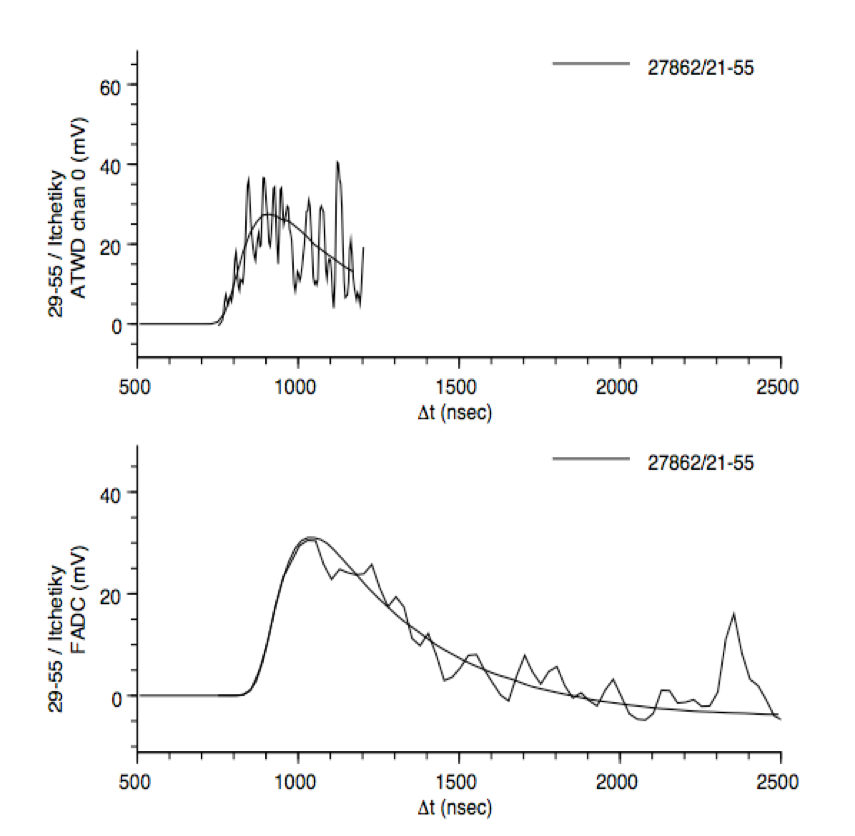 27862/21-55
29-55 / Itchetiky
ATWD chan 0 (mV)
60
40
20
0
500 1000 1500 2000 2500
Δt (nsec)
27862/21-55
29-55 / Itchetiky
FADC (mV)
40
20
0
500 1000 1500 2000 2500
Δt (nsec)